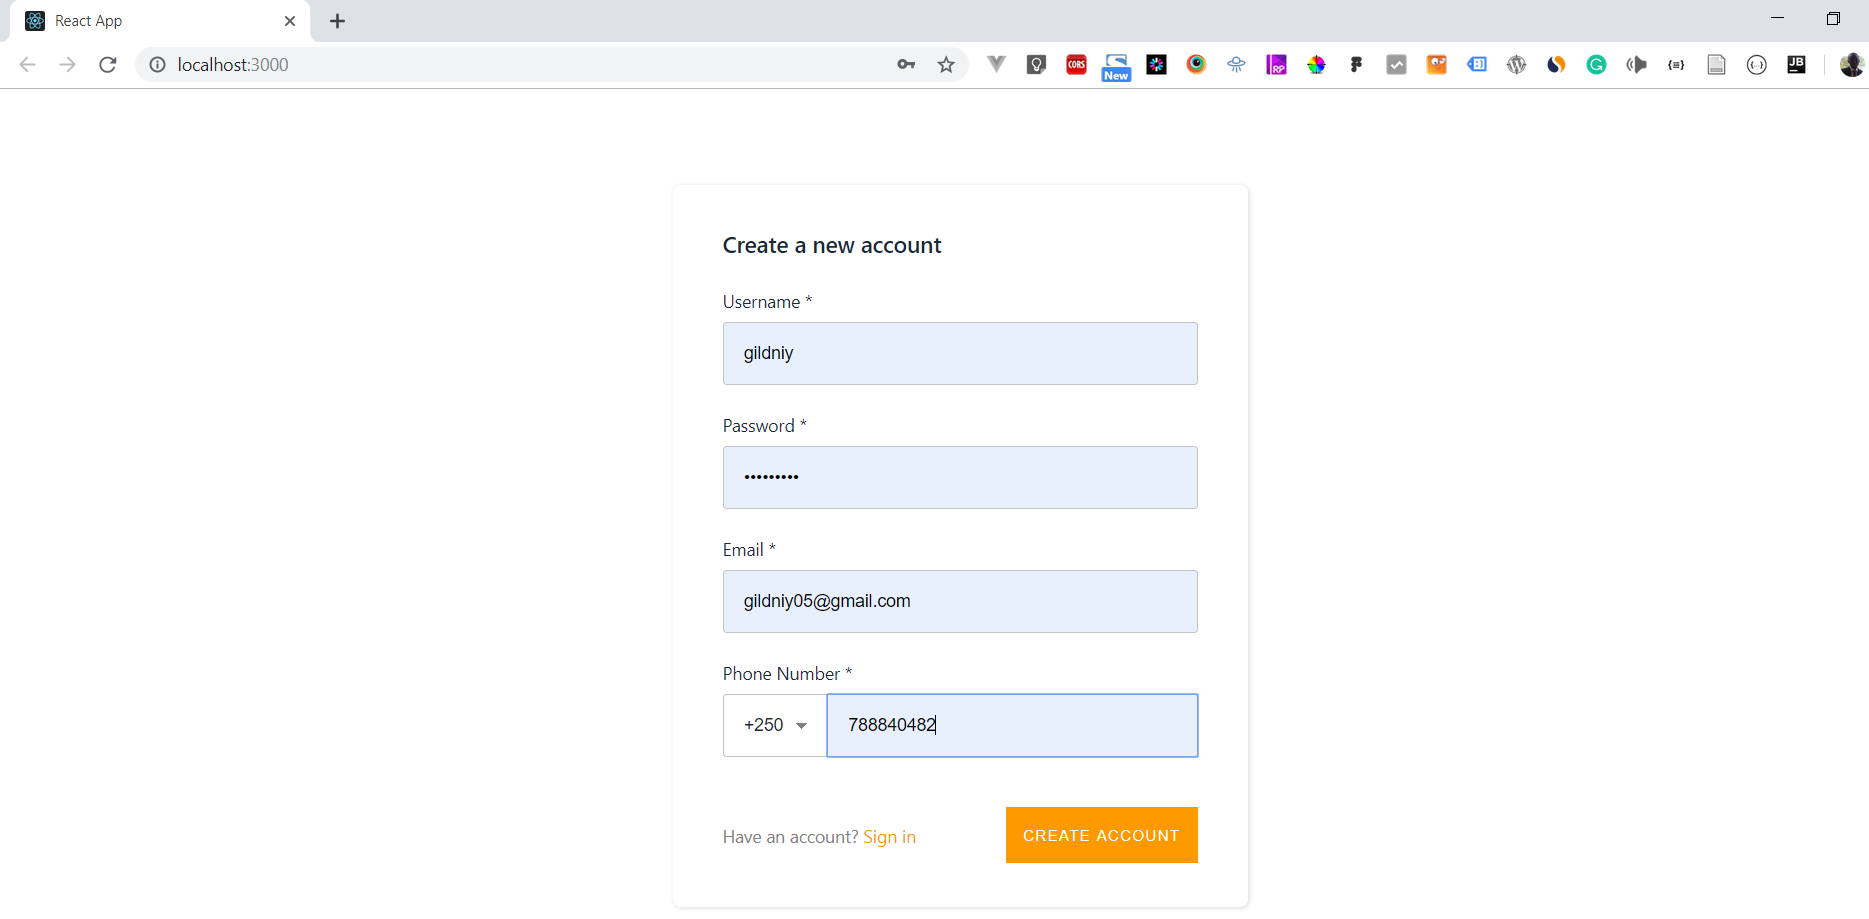 React App
localhost:3000
CORS
New
RP
JB
Create a new account
Username *
gildniy
Password *
•••••••••
Email *
gildniy05@gmail.com
Phone Number *
+250
788840482
Have an account? Sign in
CREATE ACCOUNT